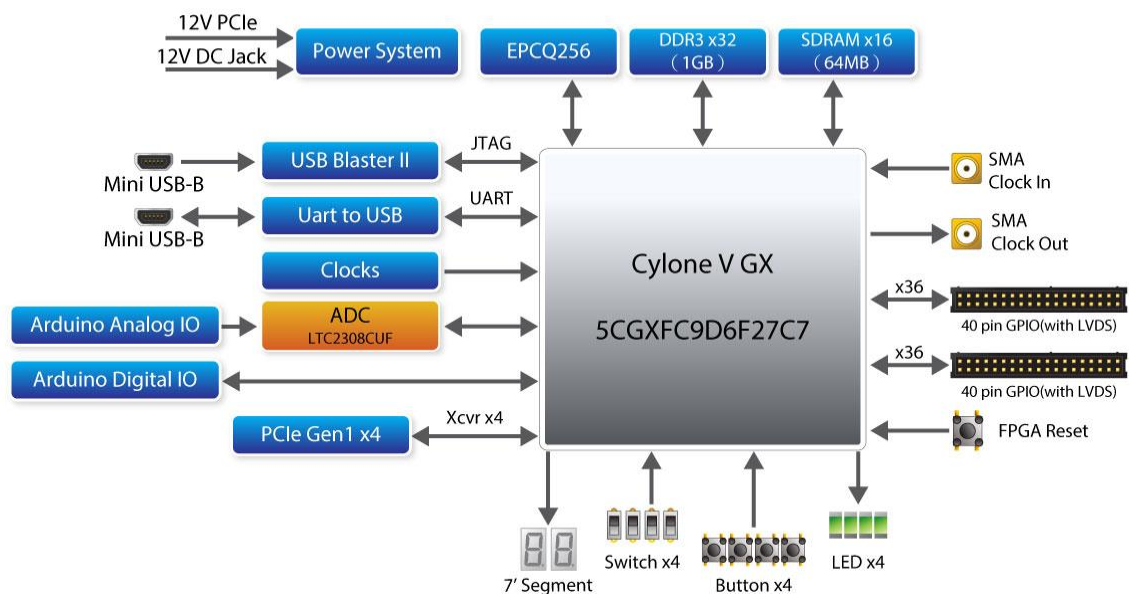 12V PCIe
12V DC Jack
Power System
EPCQ256
DDR3 x32
( 1GB )
SDRAM x16
( 64MB )
Mini USB-B
USB Blaster II
JTAG
Mini USB-B
Uart to USB
UART
Clocks
Arduino Analog IO
ADC
LTC2308CUF
Arduino Digital IO
PCIe Gen1 x4
Xcvr x4
Cylone V GX
5CGXFC9D6F27C7
SMA
Clock In
SMA
Clock Out
x36
40 pin GPIO(with LVDS)
x36
40 pin GPIO(with LVDS)
FPGA Reset
7' Segment
Switch x4
Button x4
LED x4